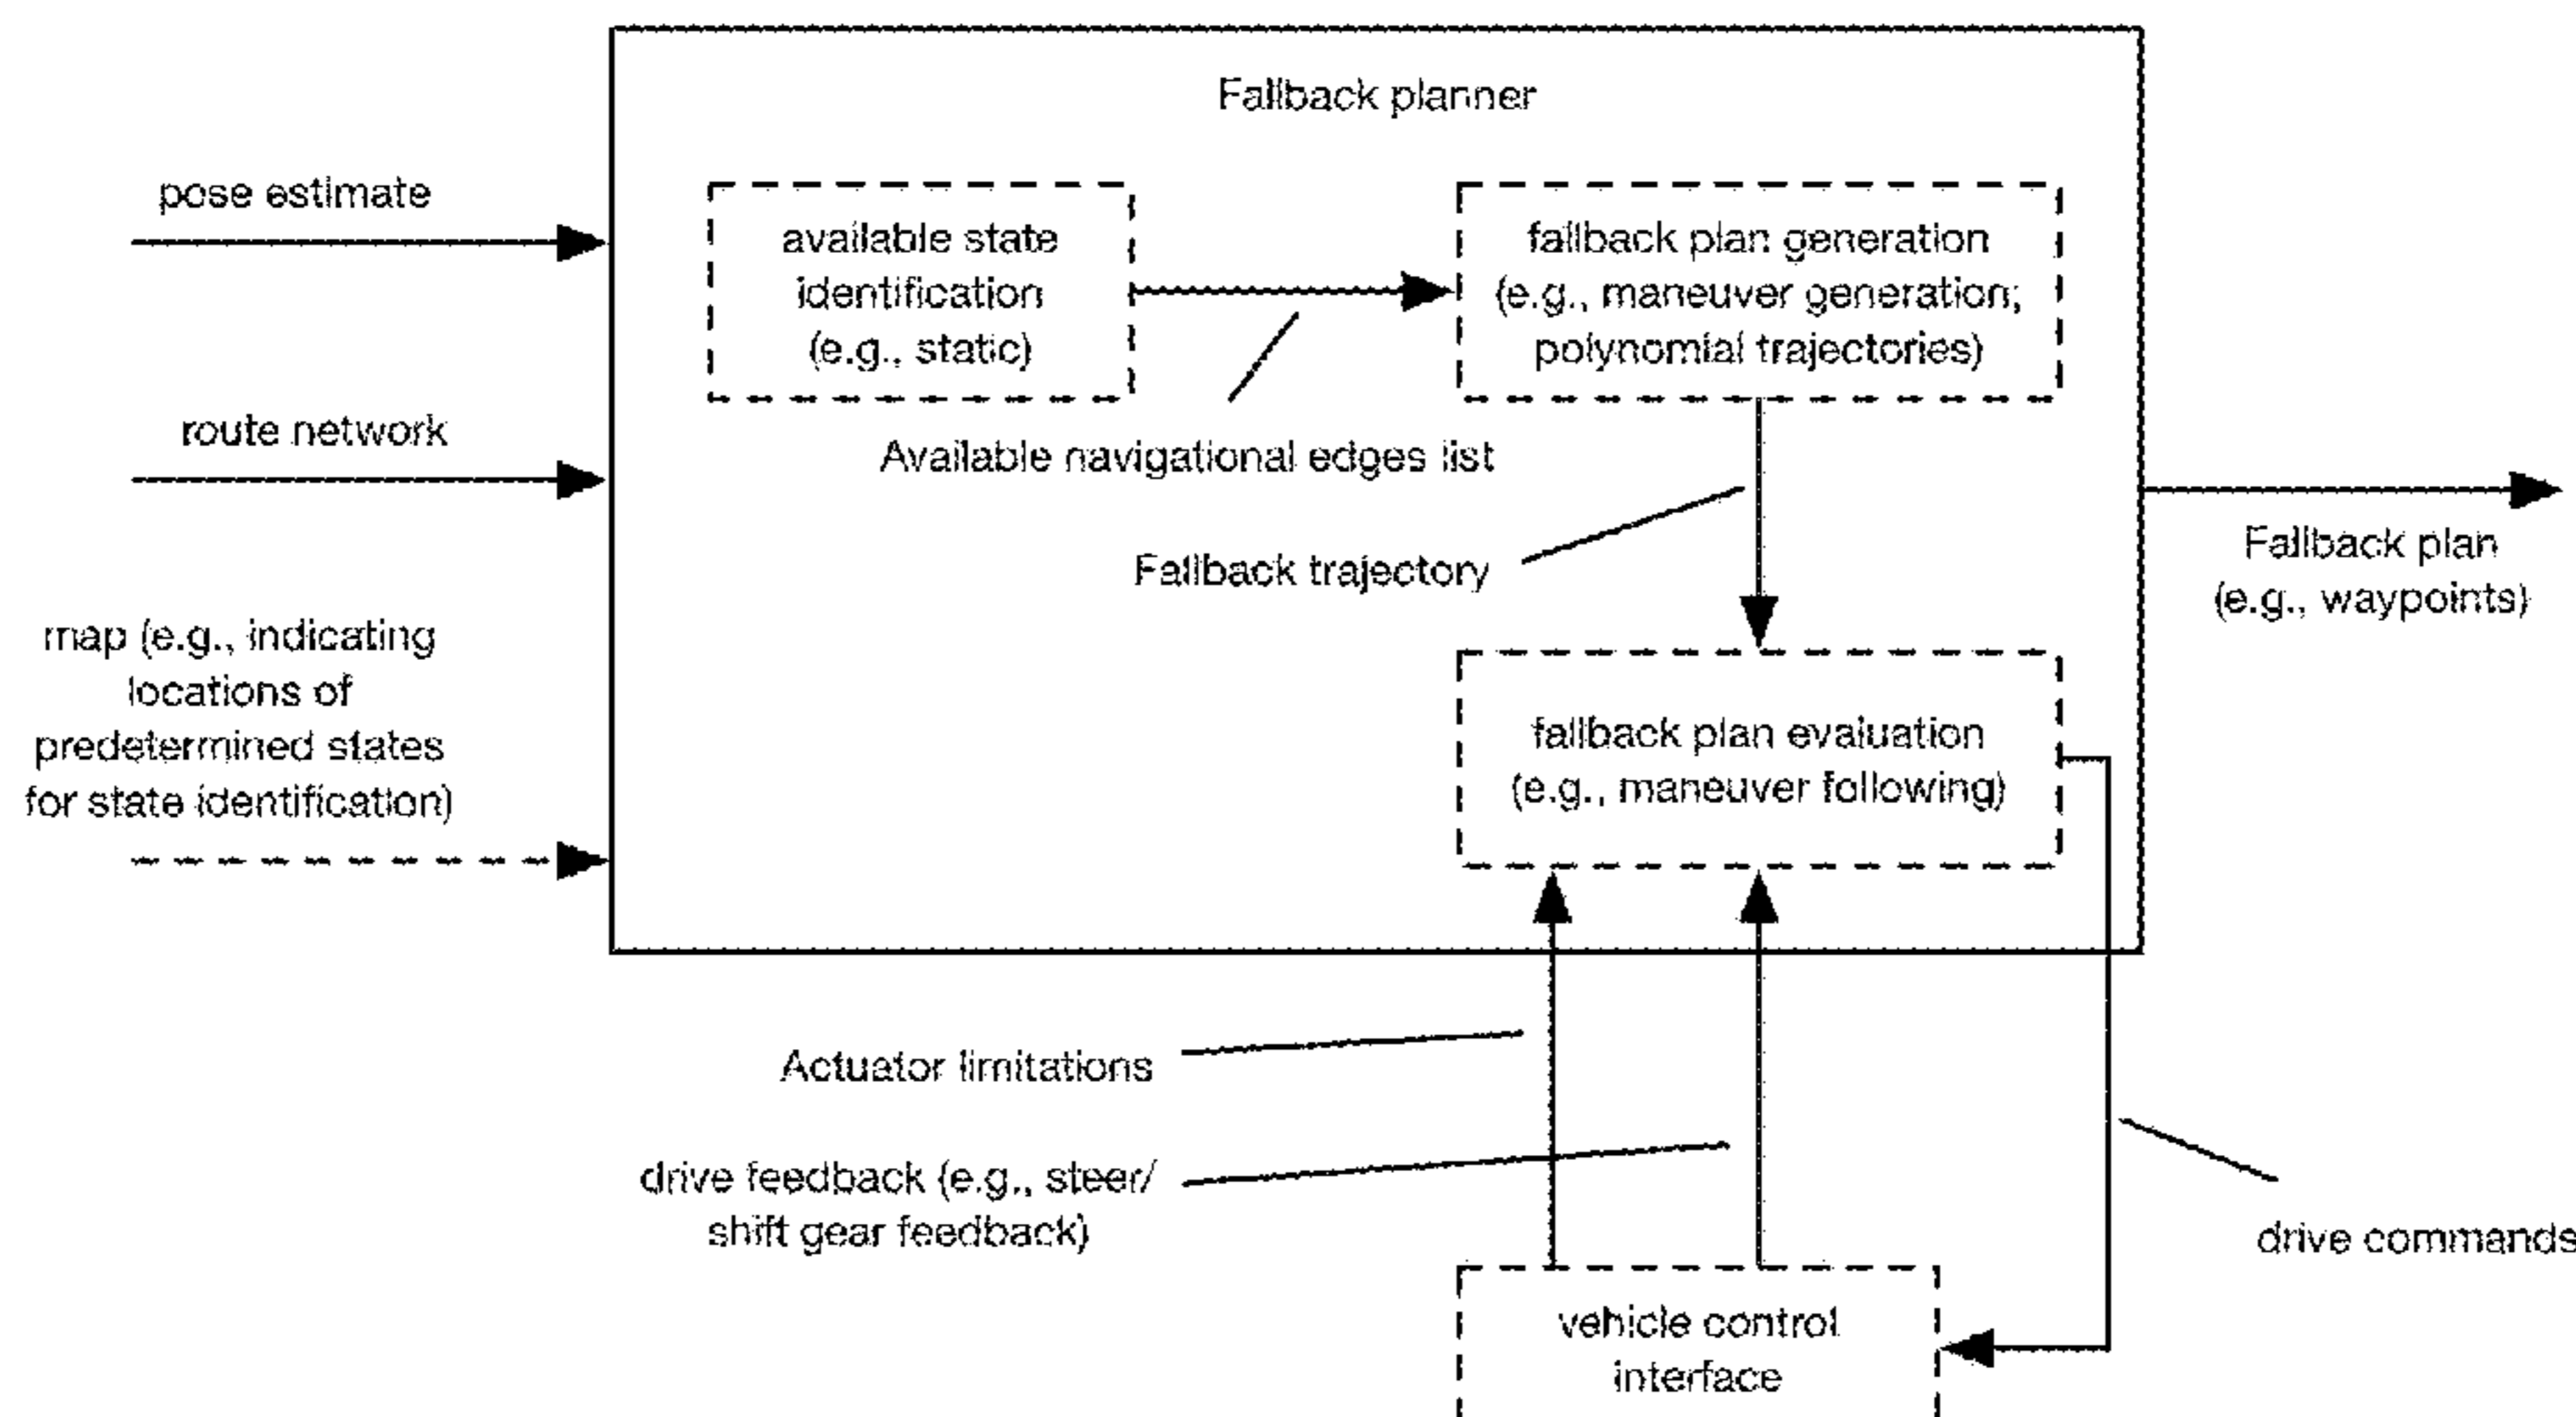 Fallback planner
pose estimate
available state
identification
(e.g., static)
fallback plan generation
(e.g., maneuver generation;
polynomial trajectories)
route network
Available navigational edges list
Fallback trajectory
Fallback plan
(e.g., waypoints)
map (e.g., indicating
locations of
predetermined states
for state identification)
fallback plan evaluation
(e.g., maneuver following)
Actuator limitations
drive feedback (e.g., steer/
shift gear feedback)
drive commands
vehicle control
interface